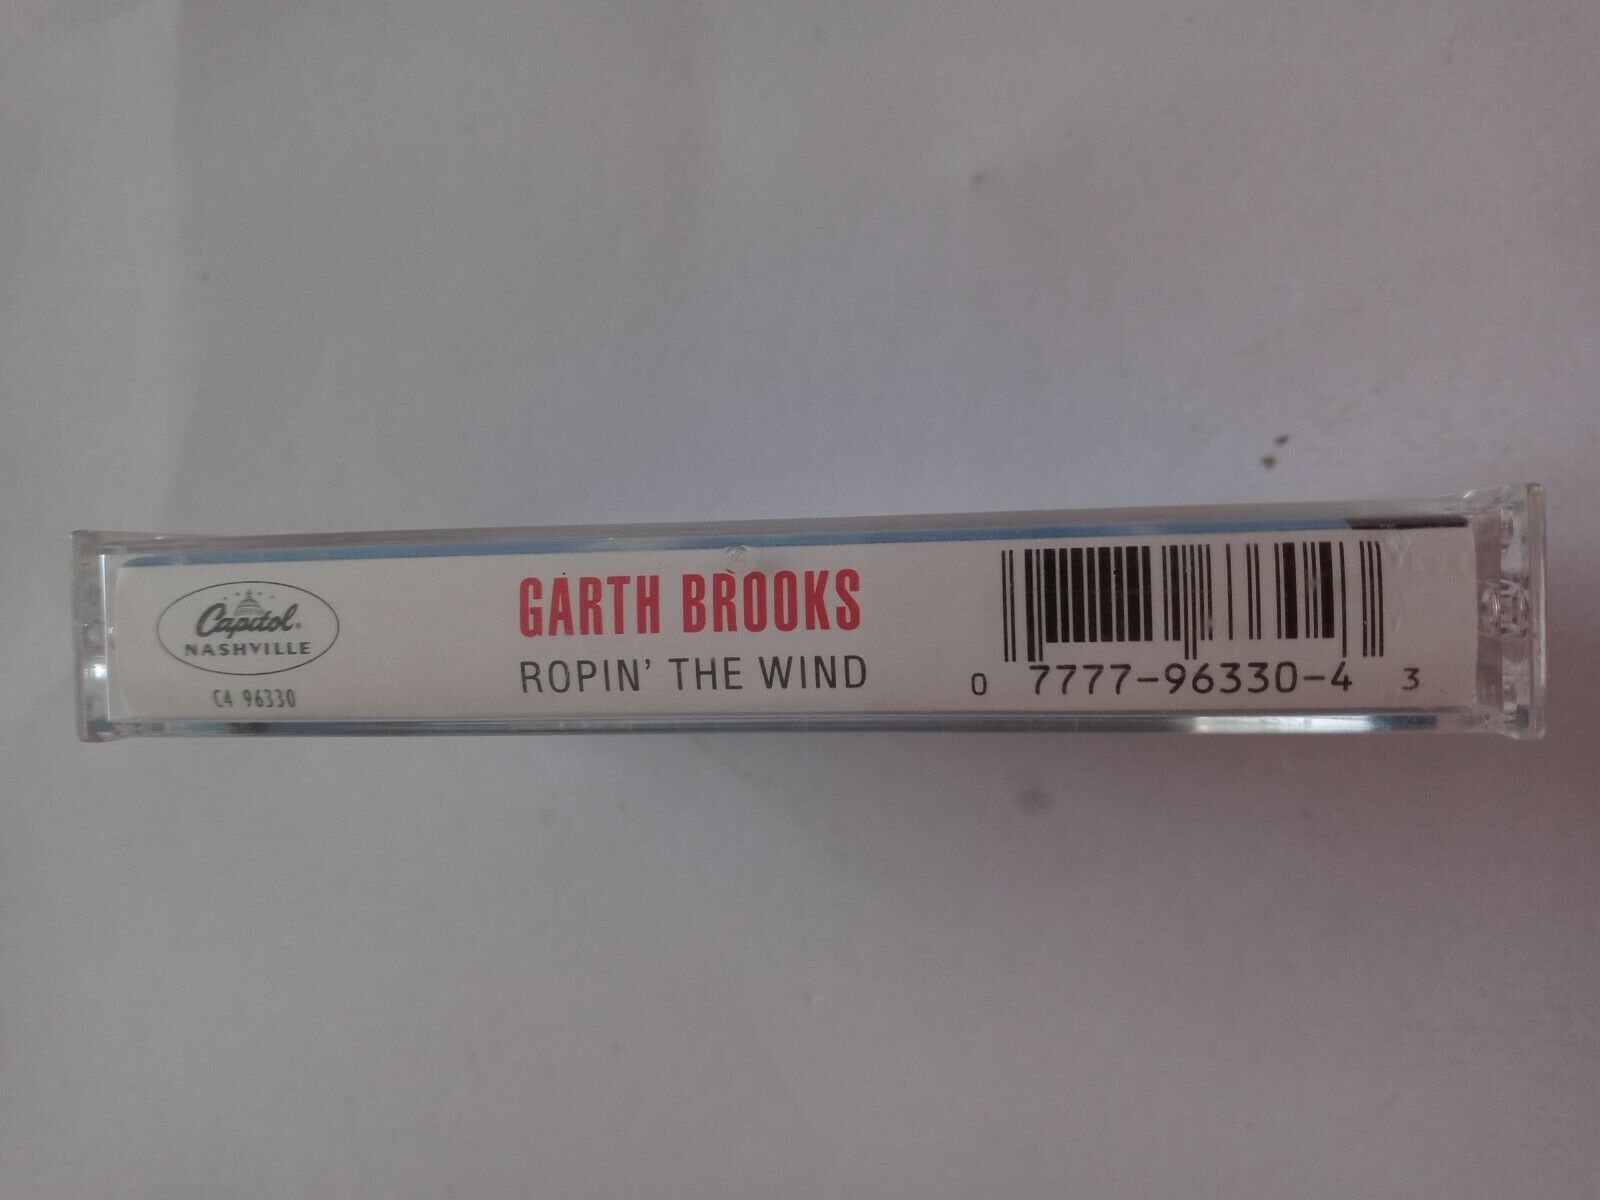 Capitol
NASHVILLE
C4 96330
GARTH BROOKS
ROPIN' THE WIND
0 7777-96330-4 3